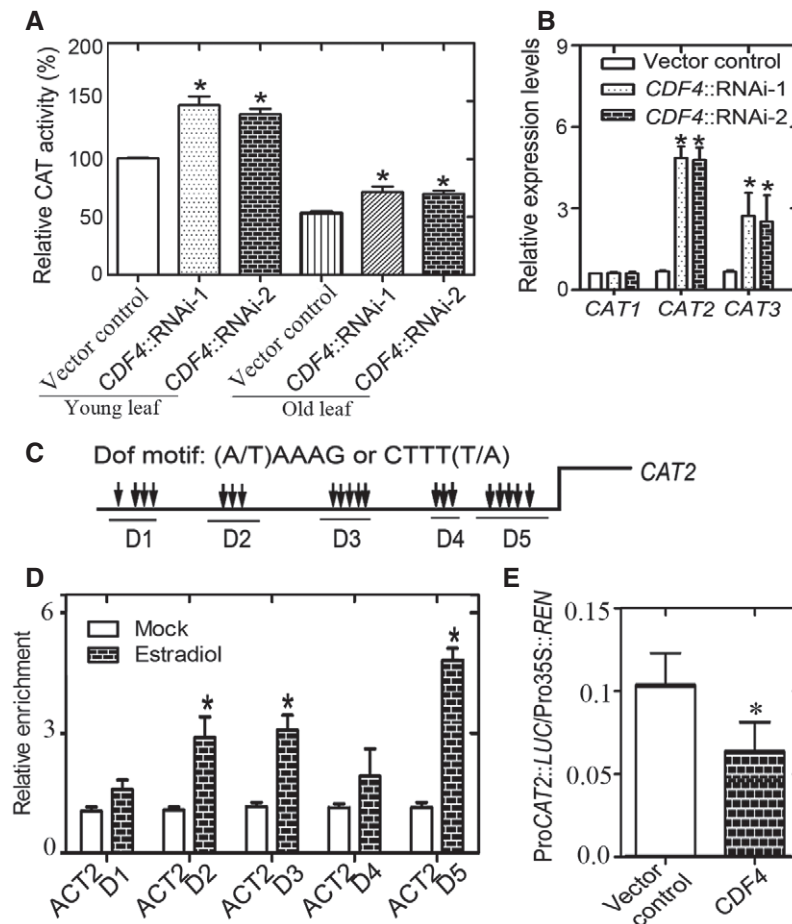 A
Relative CAT activity (%)
200
150
100
50
0
*
*
*
*
Vector control
CDF4::RNAi-1
CDF4::RNAi-2
Vector control
CDF4::RNAi-1
CDF4::RNAi-2
Young leaf
Old leaf
B
Relative expression levels
9
6
3
0
Vector control
CDF4::RNAi-1
CDF4::RNAi-2
* *
* *
CAT1 CAT2 CAT3
C
Dof motif: (A/T)AAAG or CTTT(T/A)
CAT2
D1 D2 D3 D4 D5
D
Relative enrichment
6
3
0
Mock
Estradiol
*
*
*
ACT2 D1 ACT2 D2 ACT2 D3 ACT2 D4 ACT2 D5
E
ProCAT2::LUC/Pro35S::REN
0.15
0.1
0.05
0.0
*
Vector
control
CDF4